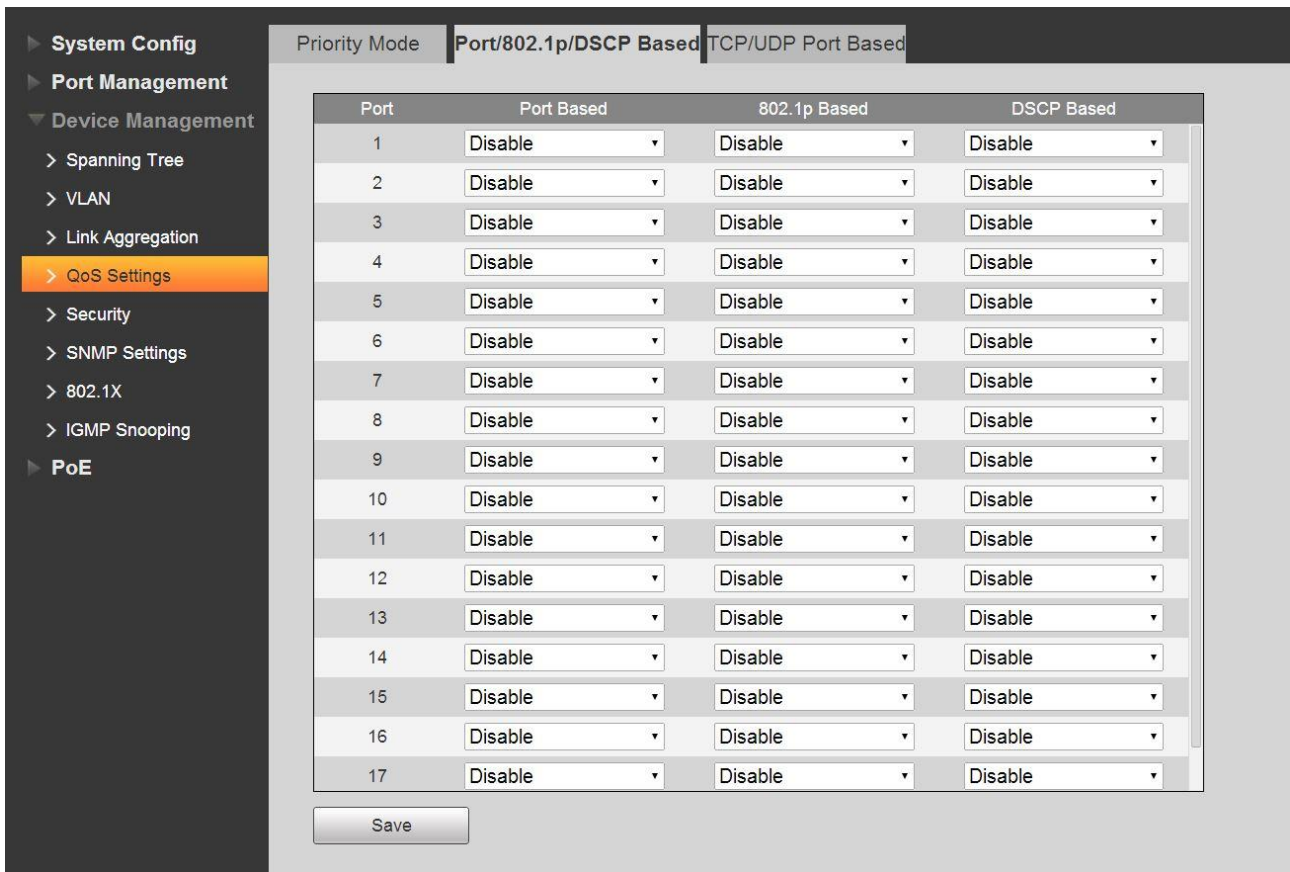 System Config
Port Management
Device Management
Spanning Tree
VLAN
Link Aggregation
QoS Settings
Security
SNMP Settings
802.1X
IGMP Snooping
PoE
Priority Mode Port/802.1p/DSCP Based TCP/UDP Port Based
Port Port Based 802.1p Based DSCP Based
1 Disable Disable Disable
2 Disable Disable Disable
3 Disable Disable Disable
4 Disable Disable Disable
5 Disable Disable Disable
6 Disable Disable Disable
7 Disable Disable Disable
8 Disable Disable Disable
9 Disable Disable Disable
10 Disable Disable Disable
11 Disable Disable Disable
12 Disable Disable Disable
13 Disable Disable Disable
14 Disable Disable Disable
15 Disable Disable Disable
16 Disable Disable Disable
17 Disable Disable Disable
Save